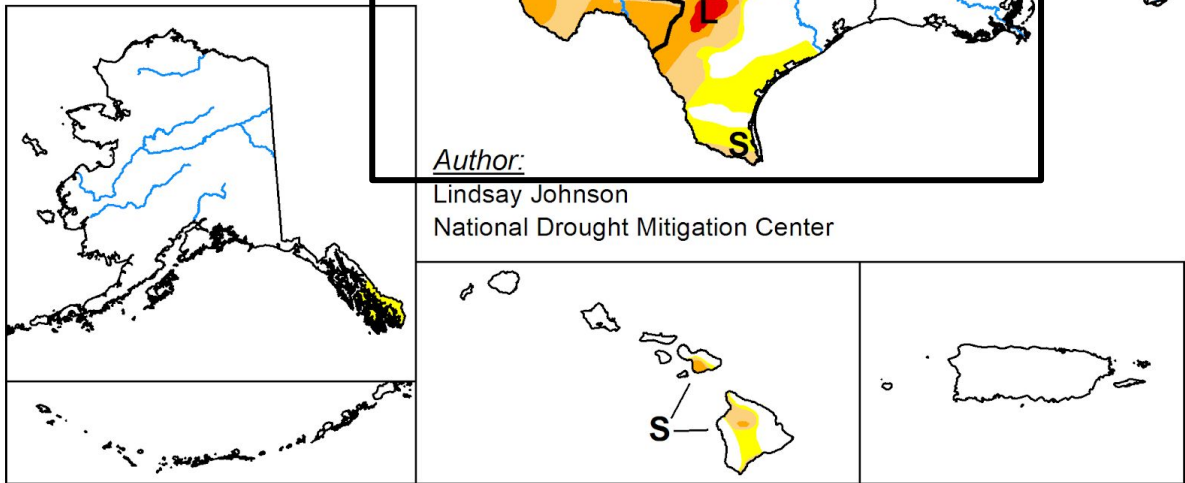 L
S
Author:
Lindsay Johnson
National Drought Mitigation Center
S